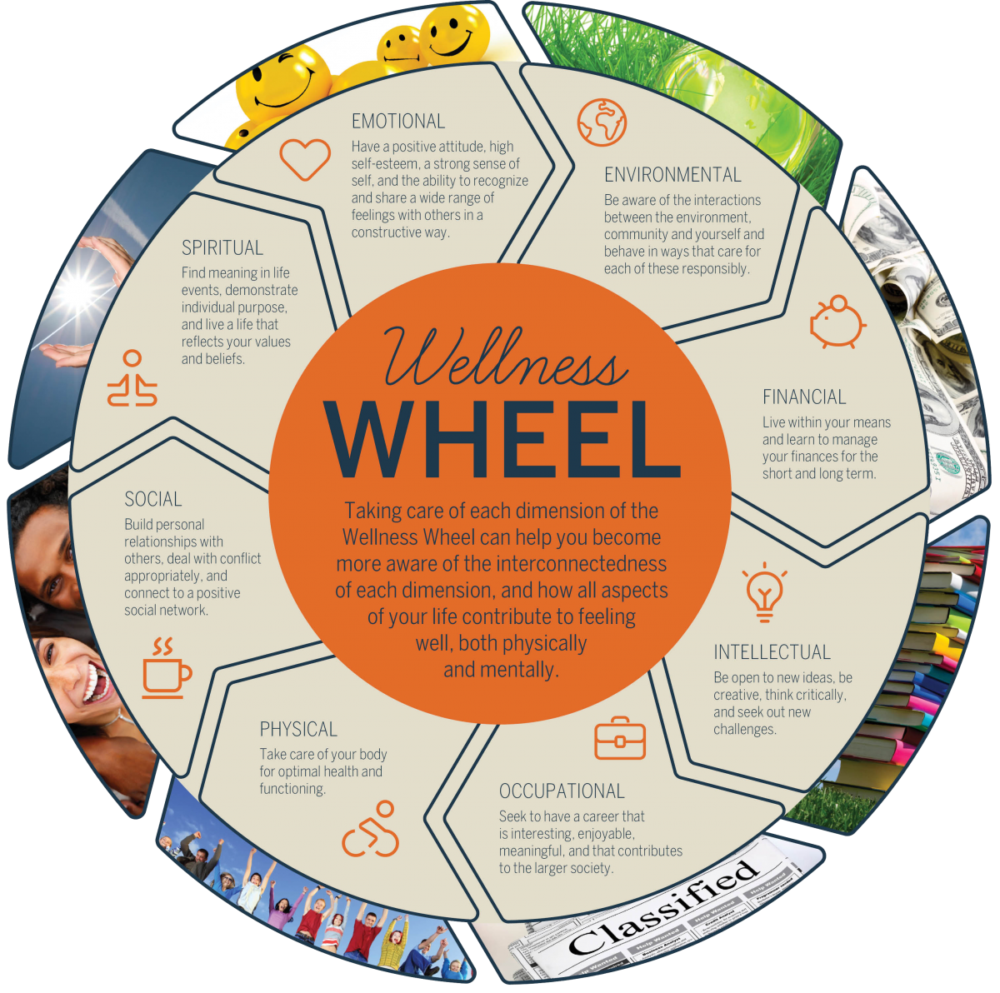 EMOTIONAL
Have a positive attitude, high
self-esteem, a strong sense of
self, and the ability to recognize
and share a wide range of
feelings with others in a
constructive way.
ENVIRONMENTAL
Be aware of the interactions
between the environment,
community and yourself and
behave in ways that care for
each of these responsibly.
SPIRITUAL
Find meaning in life
events, demonstrate
individual purpose,
and live a life that
reflects your values
and beliefs.
FINANCIAL
Live within your means
and learn to manage
your finances for the
short and long term.
Wellness
WHEEL
Taking care of each dimension of the
Wellness Wheel can help you become
more aware of the interconnectedness
of each dimension, and how all aspects
of your life contribute to feeling
well, both physically
and mentally.
SOCIAL
Build personal
relationships with
others, deal with conflict
appropriately, and
connect to a positive
social network.
INTELLECTUAL
Be open to new ideas, be
creative, think critically,
and seek out new
challenges.
PHYSICAL
Take care of your body
for optimal health and
functioning.
OCCUPATIONAL
Seek to have a career that
is interesting, enjoyable,
meaningful, and that contributes
to the larger society.
Classified
Help Wanted
Help Wanted
Help Wanted
Help Wanted